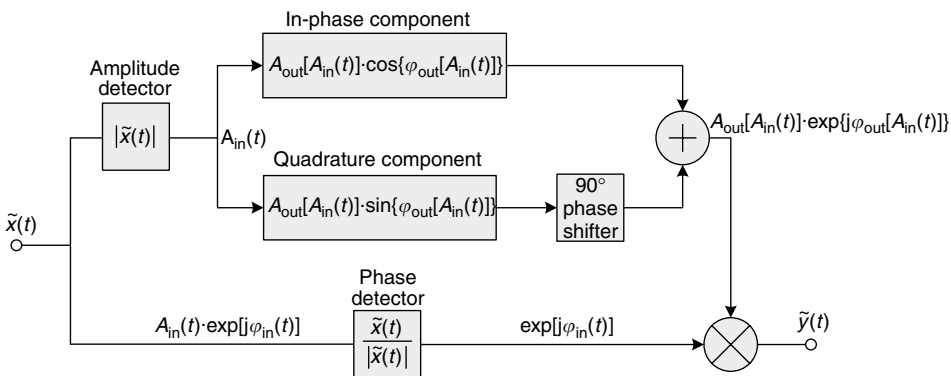 In-phase component
A_out[A_in(t)]·cos{φ_out[A_in(t)]}
Amplitude
detector
|x̃(t)|
A_in(t)
A_out[A_in(t)]·exp{jφ_out[A_in(t)]}
+
Quadrature component
A_out[A_in(t)]·sin{φ_out[A_in(t)]}
90°
phase
shifter
x̃(t)
Phase
detector
A_in(t)·exp[jφ_in(t)]
x̃(t)
|x̃(t)|
exp[jφ_in(t)]
ỹ(t)